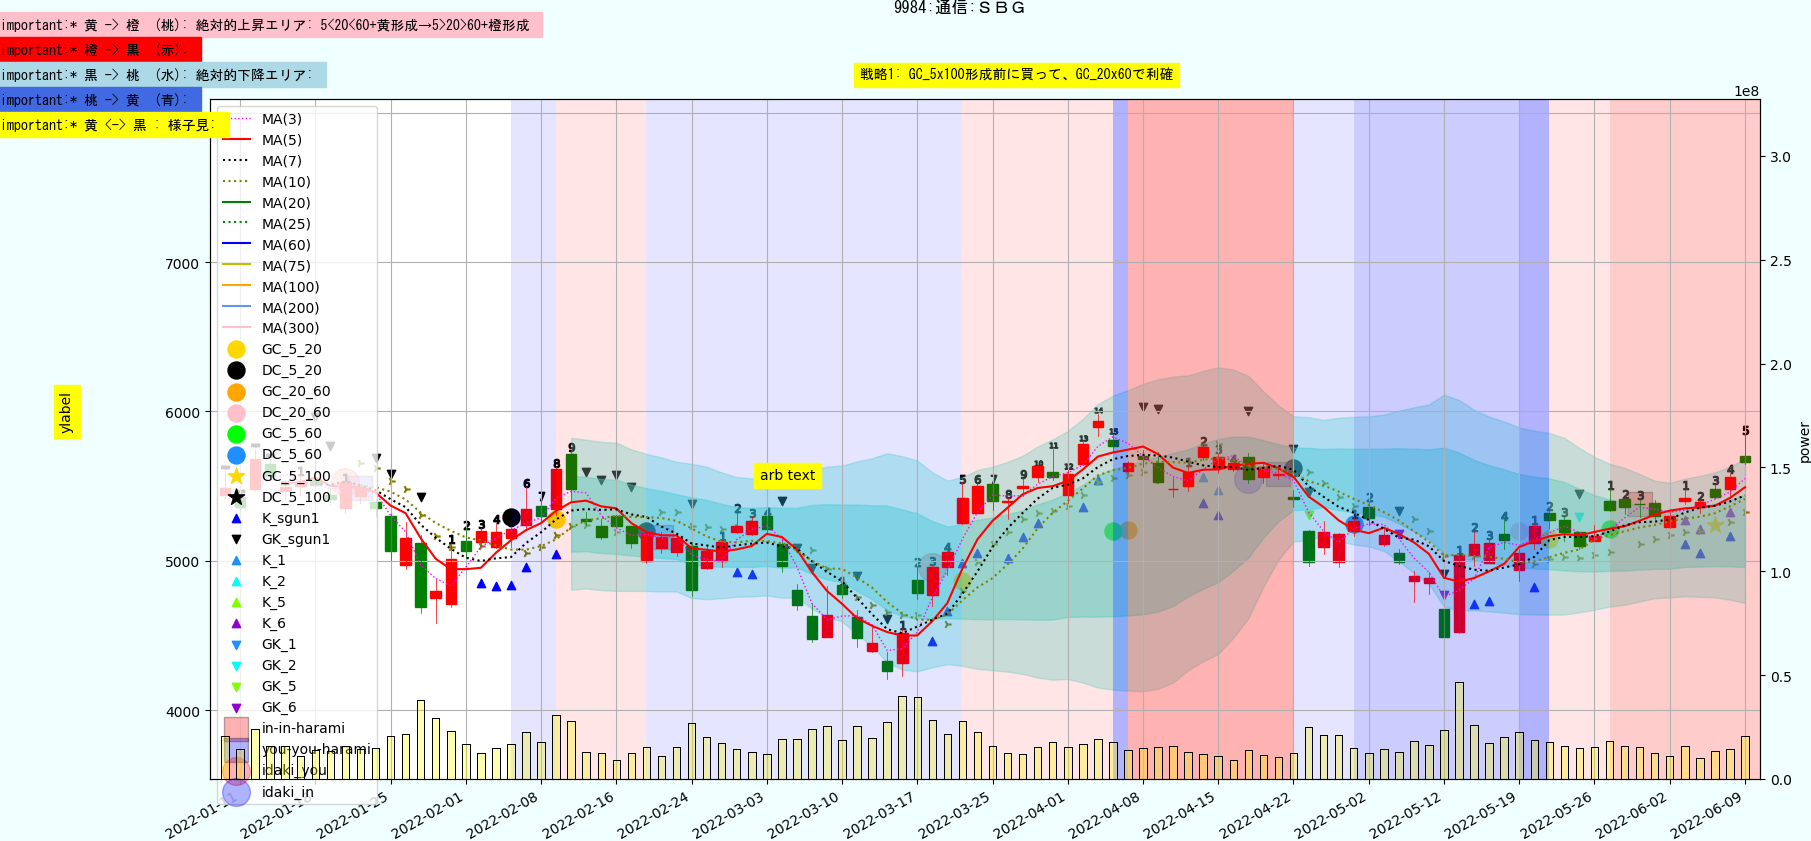 9984:通信:ＳＢＧ
important:* 黄 -> 橙 (桃): 絶対的上昇エリア: 5<20<60+黄形成→5>20>60+橙形成
important:* 橙 -> 黒 (赤):
important:* 黒 -> 桃 (水): 絶対的下降エリア:
戦略1: GC_5x100形成前に買って、GC_20x60で利確
important:* 桃 -> 黄 (青):
important:* 黄 <-> 黒 : 様子見:
1e8
MA(3)
MA(5)
MA(7)
MA(10)
MA(20)
MA(25)
MA(60)
MA(75)
MA(100)
MA(200)
MA(300)
GC_5_20
DC_5_20
GC_20_60
DC_20_60
GC_5_60
DC_5_60
GC_5_100
DC_5_100
K_sgun1
GK_sgun1
K_1
K_2
K_5
K_6
GK_1
GK_2
GK_5
GK_6
in-in-harami
you-you-harami
idaki_you
idaki_in
ylabel
7000
6000
5000
4000
arb text
3.0
2.5
2.0
1.5
1.0
0.5
0.0
power
2022-01-25
2022-02-01
2022-02-08
2022-02-16
2022-02-24
2022-03-03
2022-03-10
2022-03-17
2022-03-25
2022-04-01
2022-04-08
2022-04-15
2022-04-22
2022-05-02
2022-05-12
2022-05-19
2022-05-26
2022-06-02
2022-06-09